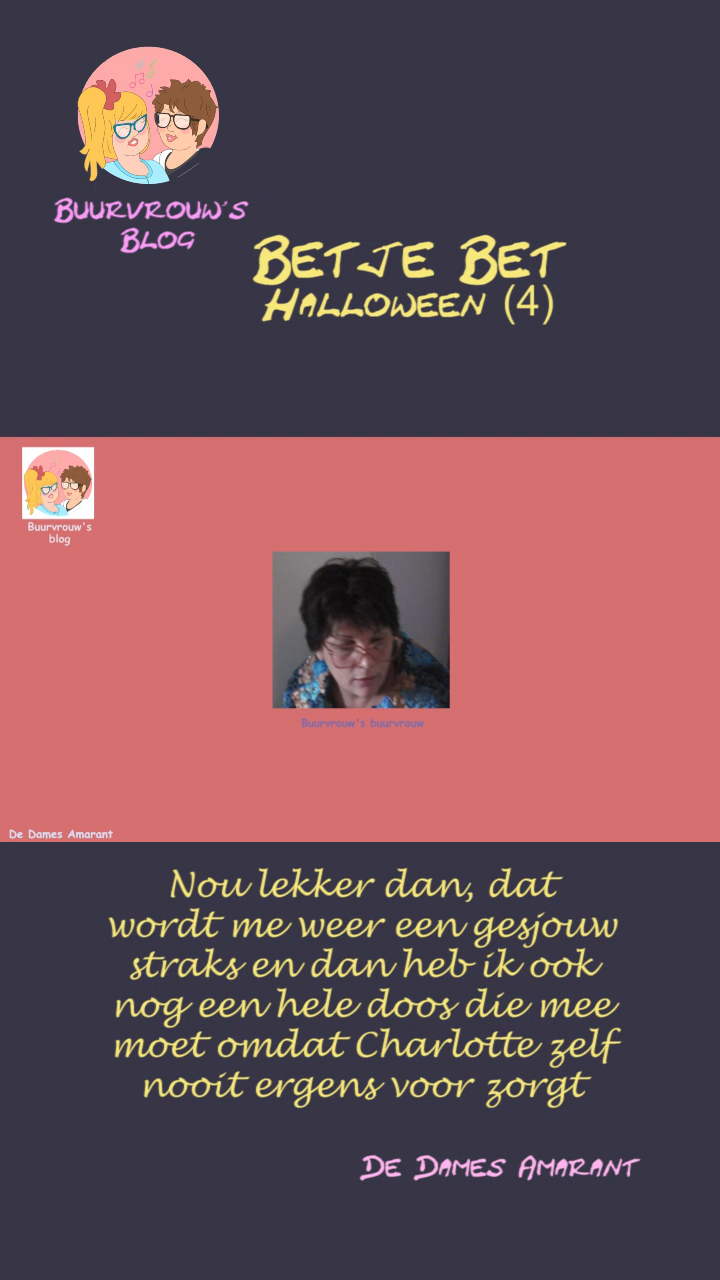 Buurvrouw's
Blog
Betje Bet
Halloween (4)
Buurvrouw's
blog
Buurvrouw's buurvrouw
De Dames Amarant
Nou lekker dan, dat
wordt me weer een gesjouw
straks en dan heb ik ook
nog een hele doos die mee
moet omdat Charlotte zelf
nooit ergens voor zorgt
De Dames Amarant